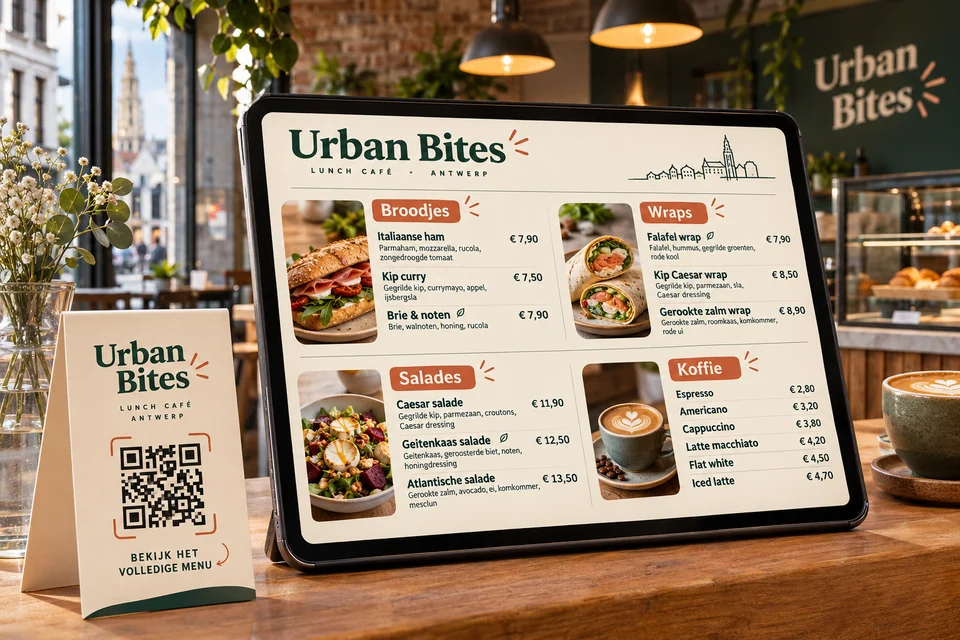 Urban
Bites
Urban Bites
LUNCH CAFÉ · ANTWERP
Broodjes
Italiaanse ham € 7,90
Parmaham, mozzarella, rucola,
zongedroogde tomaat
Kip curry € 7,50
Gegrilde kip, currymayo, appel,
ijsbergsla
Brie & noten € 7,90
Brie, walnoten, honing, rucola
Wraps
Falafel wrap € 7,90
Falafel, hummus, gegrilde groenten,
rode kool
Kip Caesar wrap € 8,50
Gegrilde kip, parmezaan, sla,
Caesar dressing
Gerookte zalm wrap € 8,90
Gerookte zalm, roomkaas, komkommer,
rode ui
Salades
Caesar salade € 11,90
Gegrilde kip, parmezaan, croutons,
Caesar dressing
Geitenkaas salade € 12,50
Geitenkaas, geroosterde biet, noten,
honingdressing
Atlantische salade € 13,50
Gerookte zalm, avocado, ei, komkommer,
mesclun
Koffie
Espresso € 2,80
Americano € 3,20
Cappuccino € 3,80
Latte macchiato € 4,20
Flat white € 4,50
Iced latte € 4,70
Urban
Bites
LUNCH CAFÉ
ANTWERP
BEKIJK HET
VOLLEDIGE MENU